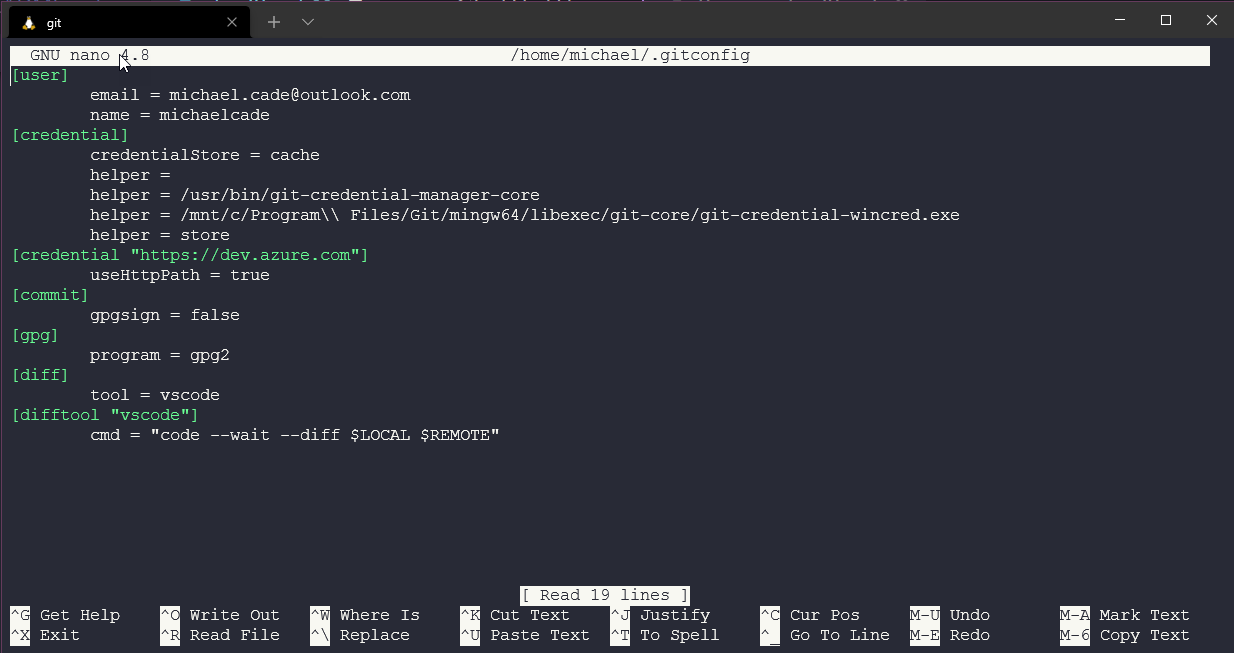 git
GNU nano 4.8 /home/michael/.gitconfig
[user]
email = michael.cade@outlook.com
name = michaelcade
[credential]
credentialStore = cache
helper =
helper = /usr/bin/git-credential-manager-core
helper = /mnt/c/Program\\ Files/Git/mingw64/libexec/git-core/git-credential-wincred.exe
helper = store
[credential "https://dev.azure.com"]
useHttpPath = true
[commit]
gpgsign = false
[gpg]
program = gpg2
[diff]
tool = vscode
[difftool "vscode"]
cmd = "code --wait --diff $LOCAL $REMOTE"
[ Read 19 lines ]
^G Get Help ^O Write Out ^W Where Is ^K Cut Text ^J Justify ^C Cur Pos M-U Undo M-A Mark Text
^X Exit ^R Read File ^\ Replace ^U Paste Text ^T To Spell ^_ Go To Line M-E Redo M-6 Copy Text